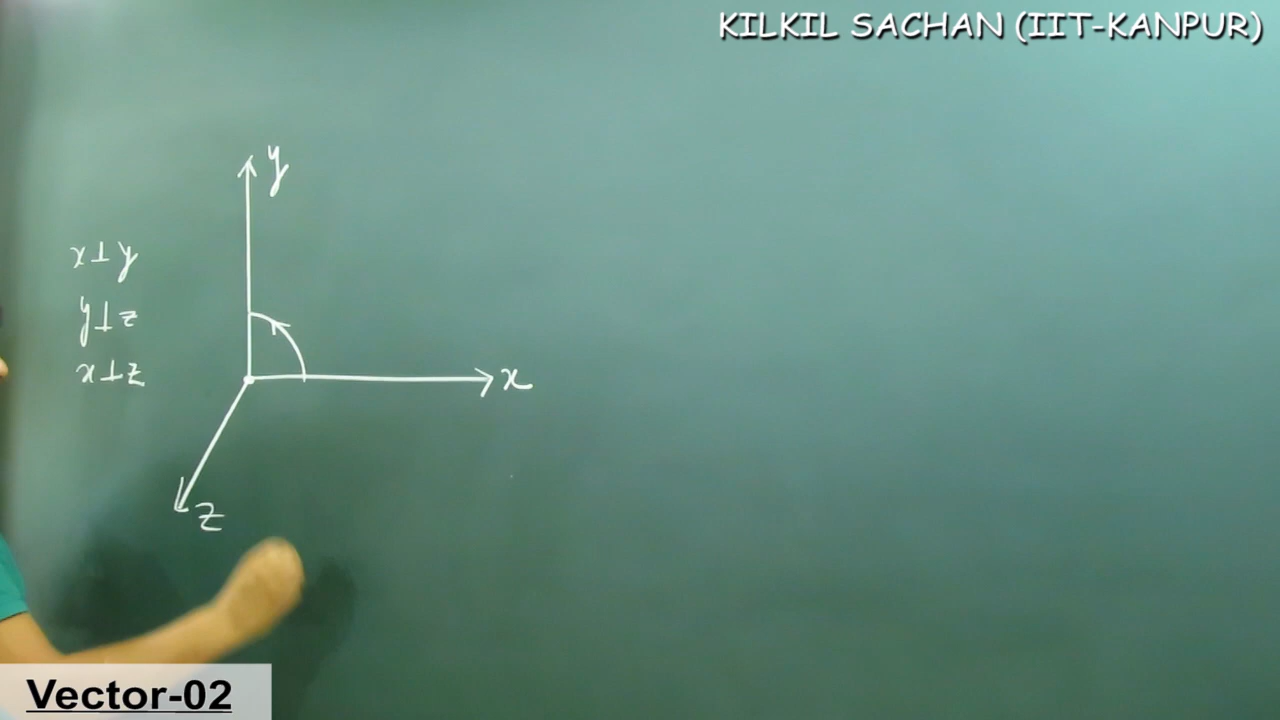 KILKIL SACHAN (IIT-KANPUR)
y
x⊥y
y⊥z
z⊥x
x
z
Vector-02